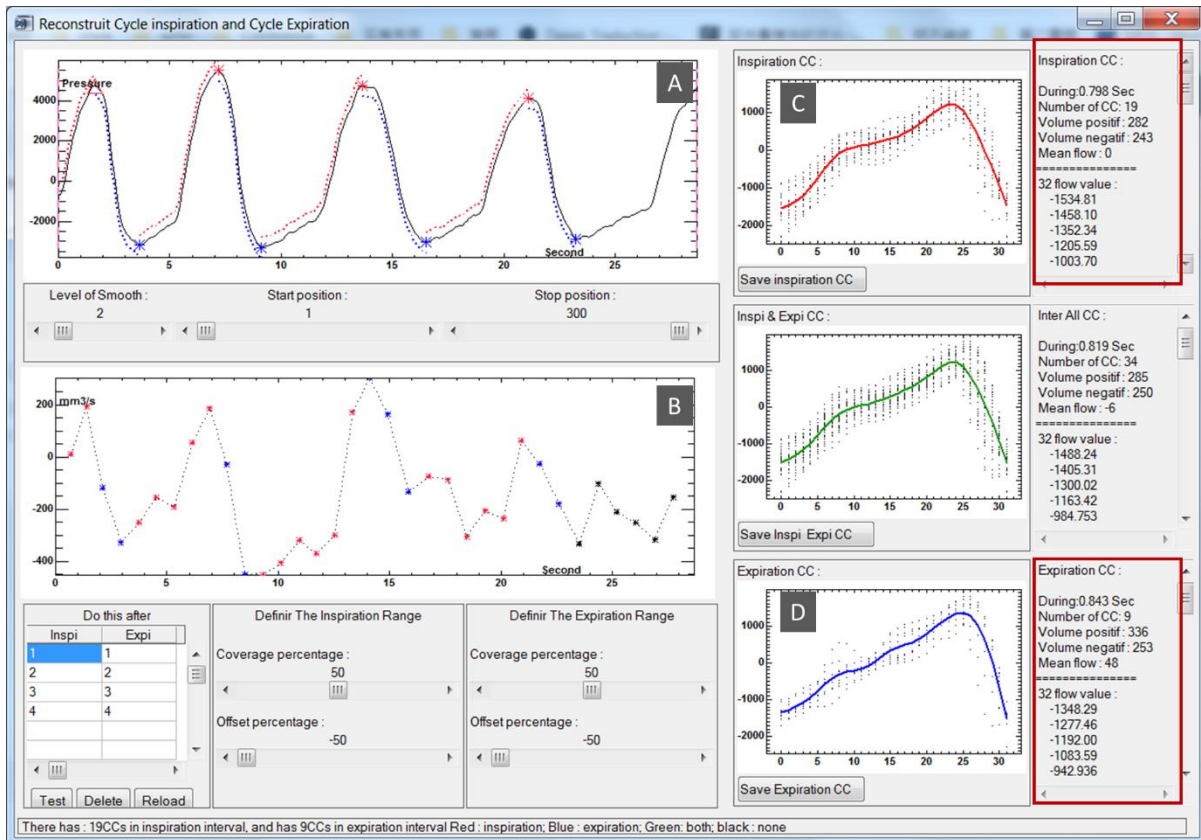 Reconstruit Cycle inspiration and Cycle Expiration
Pressure
A
4000
2000
0
-2000
Second
0 5 10 15 20 25
Level of Smooth : Start position : Stop position :
2 1 300
mm3/s
B
200
0
-200
-400
Second
0 5 10 15 20 25
Do this after
Inspi Expi
1 1
2 2
3 3
4 4
Test Delete Reload
Definir The Inspiration Range
Coverage percentage :
50
Offset percentage :
-50
Definir The Expiration Range
Coverage percentage :
50
Offset percentage :
-50
Inspiration CC :
C
1000
0
-1000
-2000
0 5 10 15 20 25 30
Save inspiration CC
Inspiration CC :
During:0.798 Sec
Number of CC: 19
Volume positif : 282
Volume negatif : 243
Mean flow : 0
===============
32 flow value :
-1534.81
-1458.10
-1352.34
-1205.59
-1003.70
Inspi & Expi CC :
1000
0
-1000
-2000
0 5 10 15 20 25 30
Save Inspi Expi CC
Inter All CC :
During:0.819 Sec
Number of CC: 34
Volume positif : 285
Volume negatif : 250
Mean flow : -6
===============
32 flow value :
-1488.24
-1405.31
-1300.02
-1163.42
-984.753
Expiration CC :
D
1000
0
-1000
-2000
0 5 10 15 20 25 30
Save Expiration CC
Expiration CC :
During:0.843 Sec
Number of CC: 9
Volume positif : 336
Volume negatif : 253
Mean flow : 48
===============
32 flow value :
-1348.29
-1277.46
-1192.00
-1083.59
-942.936
There has : 19CCs in inspiration interval, and has 9CCs in expiration interval Red : inspiration; Blue : expiration; Green: both; black : none